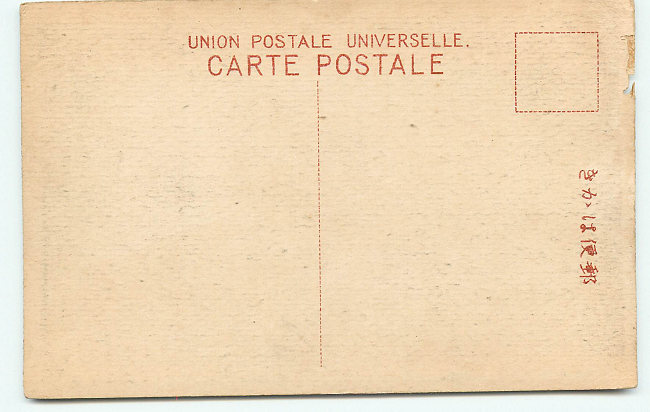 UNION POSTALE UNIVERSELLE.
CARTE POSTALE
郵便はがき